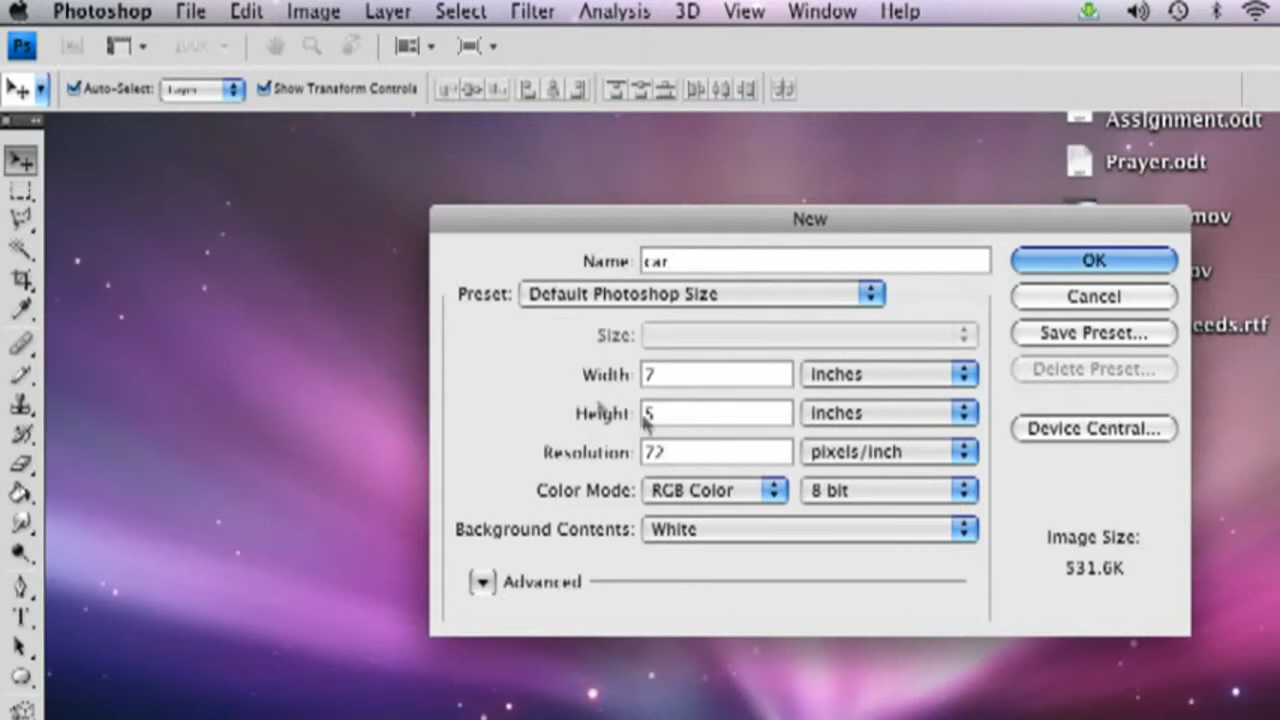 Photoshop File Edit Image Layer Select Filter Analysis 3D View Window Help
Ps
Auto-Select: Layer Show Transform Controls
Assignment.odt
Prayer.odt
mov
New
Name: car OK
Preset: Default Photoshop Size Cancel
eeds.rtf
Size: Save Preset...
Width: 7 inches Delete Preset...
Height: 5 inches Device Central...
Resolution: 72 pixels/inch
Color Mode: RGB Color 8 bit
Background Contents: White
Image Size:
531.6K
Advanced
T